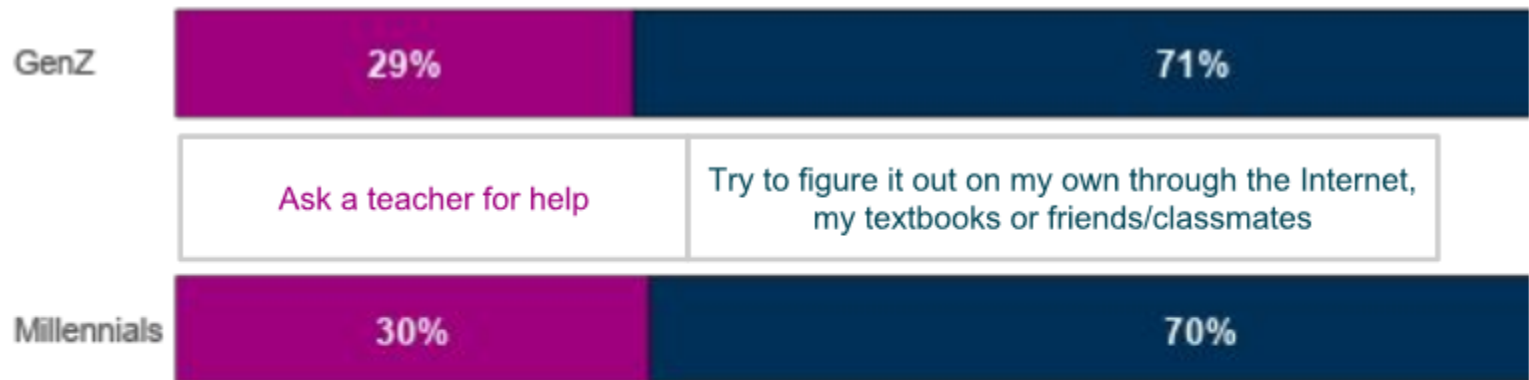 GenZ 29% 71%
Ask a teacher for help
Try to figure it out on my own through the Internet,
my textbooks or friends/classmates
Millennials 30% 70%